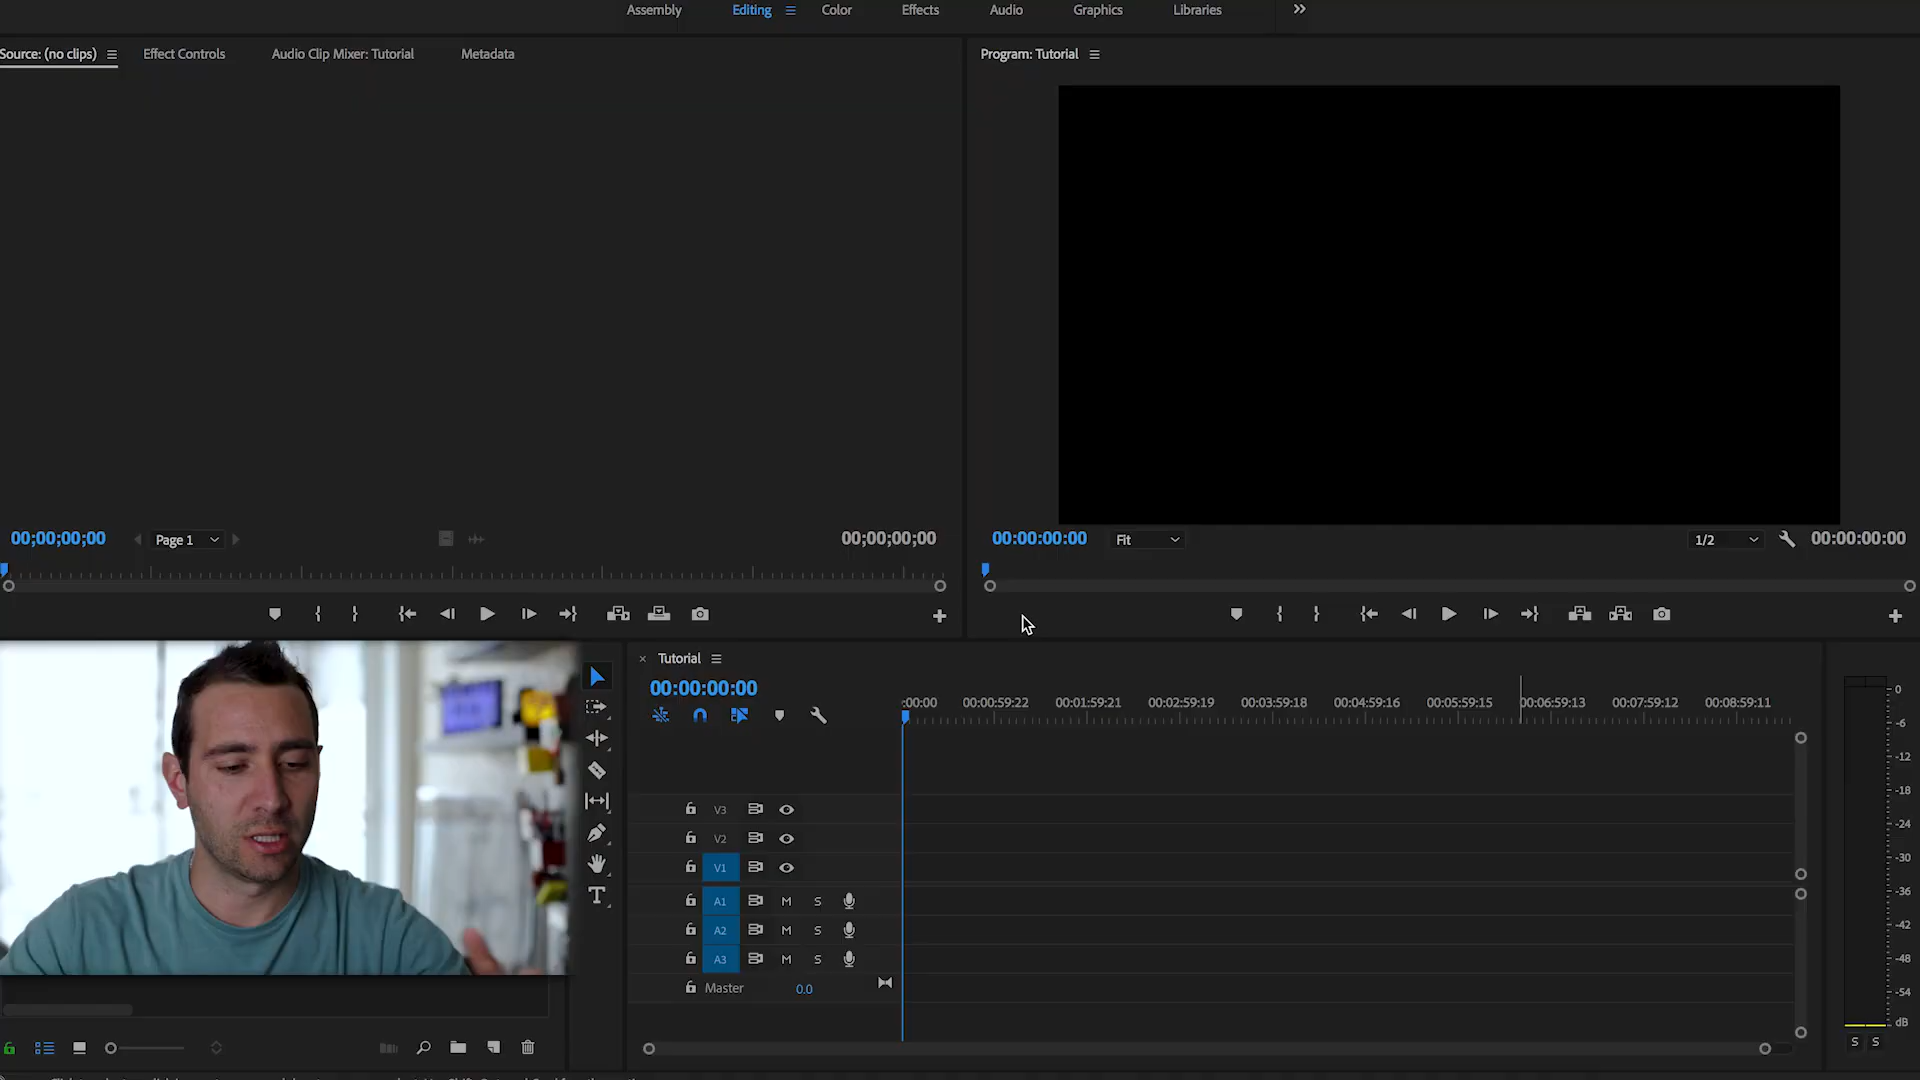 Assembly Editing Color Effects Audio Graphics Libraries
Source: (no clips) Effect Controls Audio Clip Mixer: Tutorial Metadata
Program: Tutorial
00;00;00;00 Page 1 00;00;00;00
00:00:00:00 Fit 1/2 00:00:00:00
Tutorial
00:00:00:00
:00:00 00:00:59:22 00:01:59:21 00:02:59:19 00:03:59:18 00:04:59:16 00:05:59:15 00:06:59:13 00:07:59:12 00:08:59:11
V3
V2
V1
A1 M S
A2 M S
A3 M S
Master 0.0
0
-6
-12
-18
-24
-30
-36
-42
-48
-54
dB
S S